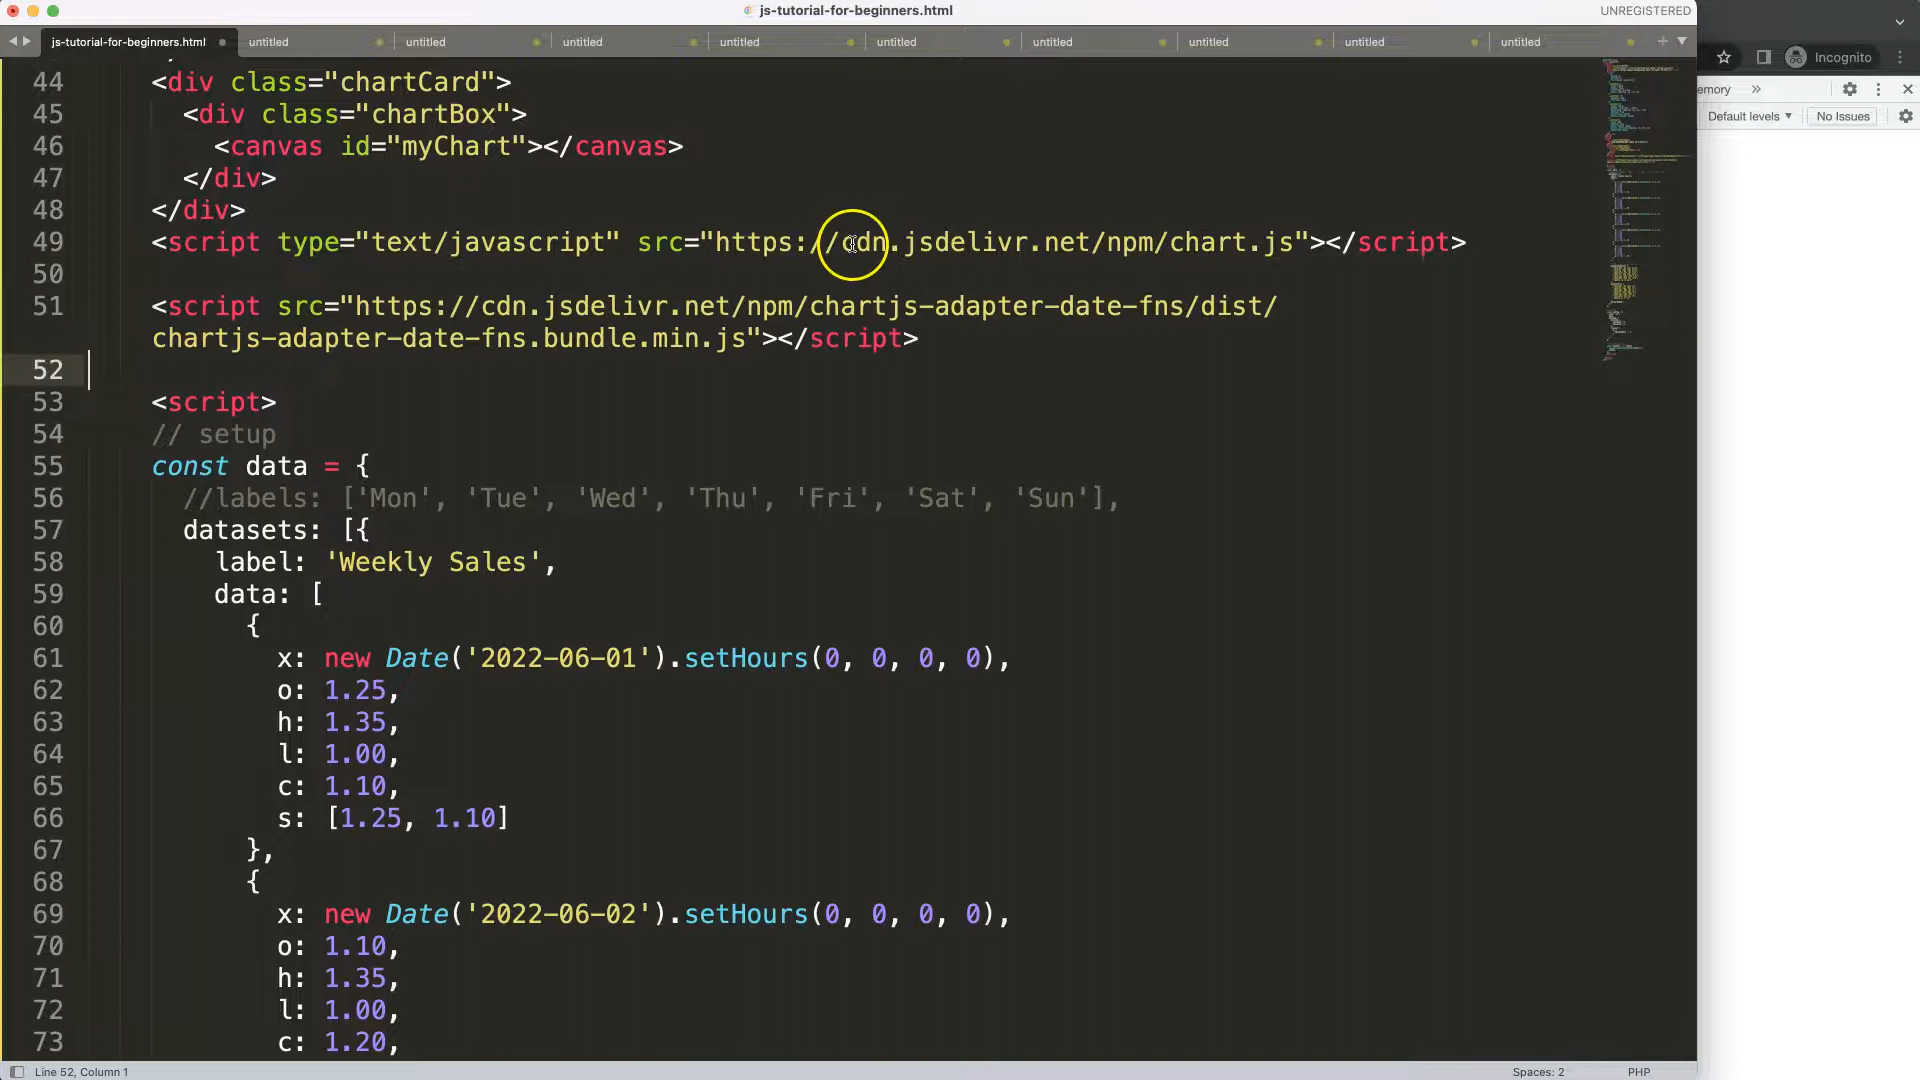 js-tutorial-for-beginners.html
UNREGISTERED
js-tutorial-for-beginners.html untitled untitled untitled untitled untitled untitled untitled untitled untitled
Incognito
emory
Default levels ▼ No Issues
44 <div class="chartCard">
45 <div class="chartBox">
46 <canvas id="myChart"></canvas>
47 </div>
48 </div>
49 <script type="text/javascript" src="https://cdn.jsdelivr.net/npm/chart.js"></script>
50
51 <script src="https://cdn.jsdelivr.net/npm/chartjs-adapter-date-fns/dist/
chartjs-adapter-date-fns.bundle.min.js"></script>
52
53 <script>
54 // setup
55 const data = {
56 //labels: ['Mon', 'Tue', 'Wed', 'Thu', 'Fri', 'Sat', 'Sun'],
57 datasets: [{
58 label: 'Weekly Sales',
59 data: [
60 {
61 x: new Date('2022-06-01').setHours(0, 0, 0, 0),
62 o: 1.25,
63 h: 1.35,
64 l: 1.00,
65 c: 1.10,
66 s: [1.25, 1.10]
67 },
68 {
69 x: new Date('2022-06-02').setHours(0, 0, 0, 0),
70 o: 1.10,
71 h: 1.35,
72 l: 1.00,
73 c: 1.20,
Line 52, Column 1
Spaces: 2
PHP